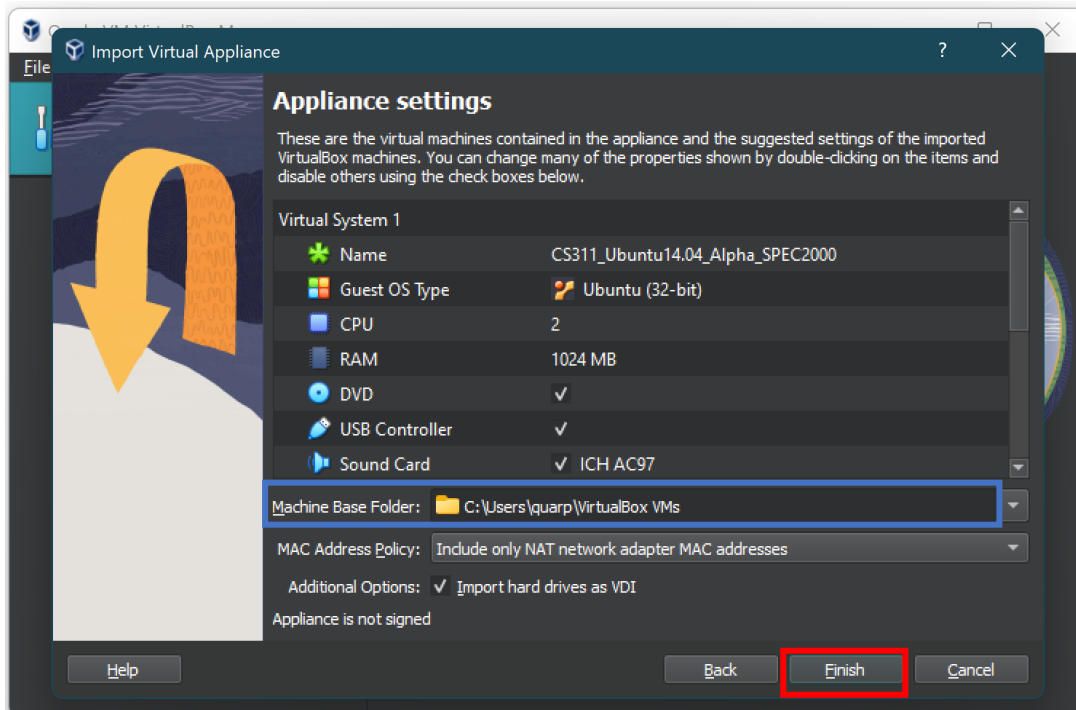 File
Import Virtual Appliance
?
Appliance settings
These are the virtual machines contained in the appliance and the suggested settings of the imported
VirtualBox machines. You can change many of the properties shown by double-clicking on the items and
disable others using the check boxes below.
Virtual System 1
Name CS311_Ubuntu14.04_Alpha_SPEC2000
Guest OS Type Ubuntu (32-bit)
CPU 2
RAM 1024 MB
DVD
USB Controller
Sound Card ICH AC97
Machine Base Folder: C:\Users\quarp\VirtualBox VMs
MAC Address Policy: Include only NAT network adapter MAC addresses
Additional Options: Import hard drives as VDI
Appliance is not signed
Help Back Finish Cancel